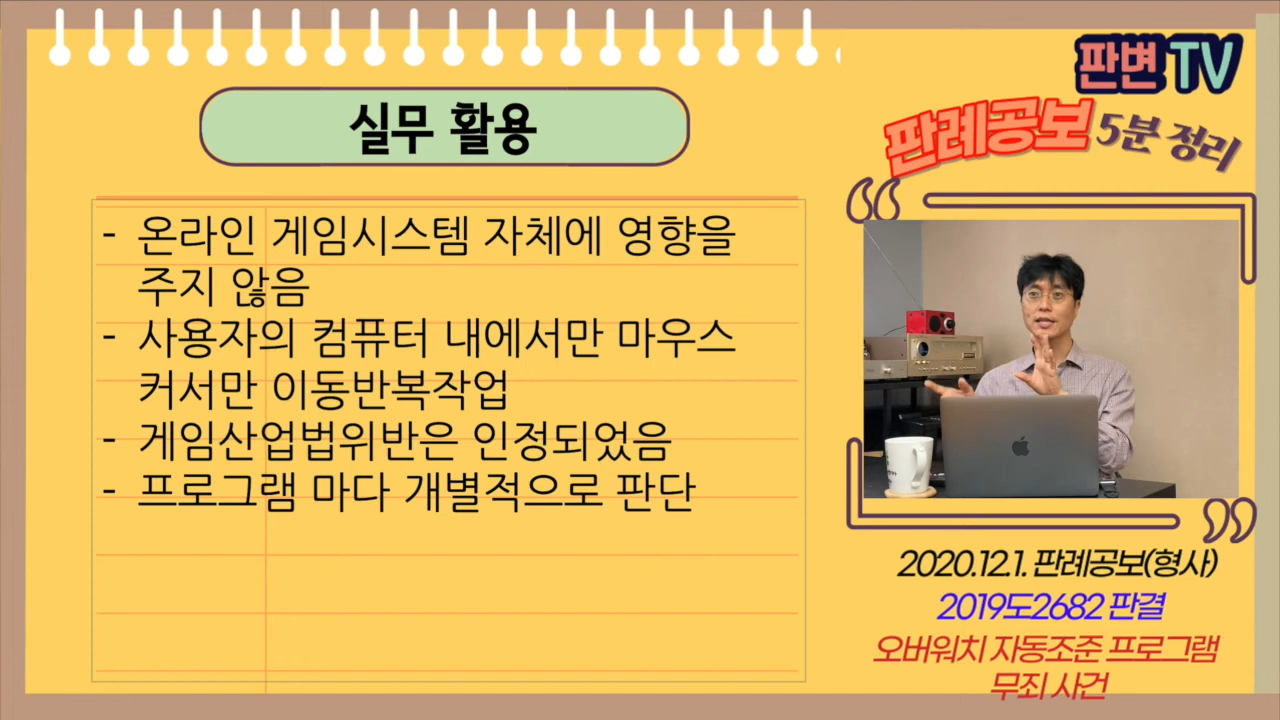 판변 TV
판례공보 5분 정리
실무 활용
- 온라인 게임시스템 자체에 영향을
주지 않음
- 사용자의 컴퓨터 내에서만 마우스
커서만 이동반복작업
- 게임산업법위반은 인정되었음
- 프로그램 마다 개별적으로 판단
2020.12.1. 판례공보(형사)
2019도2682 판결
오버워치 자동조준 프로그램
무죄 사건